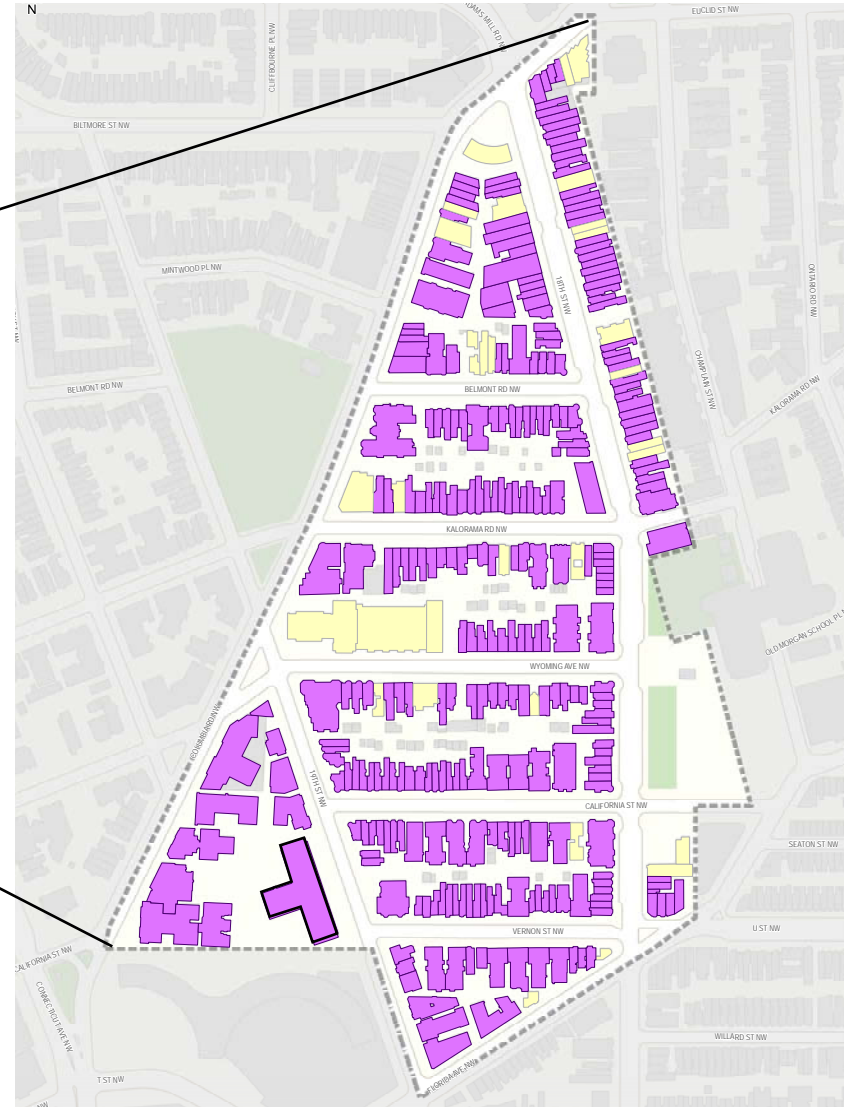 N
EUCLID ST NW
ADAMS MILL RD NW
CLIFFBOURNE PL NW
BILTMORE ST NW
MINTWOOD PL NW
18TH ST NW
ONTARIO RD NW
BELMONT RD NW
BELMONT RD NW
CHAMPLAIN ST NW
KALORAMA RD NW
KALORAMA RD NW
OLD MORGAN SCHOOL PL N
WYOMING AVE NW
COLUMBIA RD NW
19TH ST NW
CALIFORNIA ST NW
SEATON ST NW
VERNON ST NW
U ST NW
CALIFORNIA ST NW
CONNECTICUT AVE NW
WILLARD ST NW
T ST NW
FLORIDA AVE NW